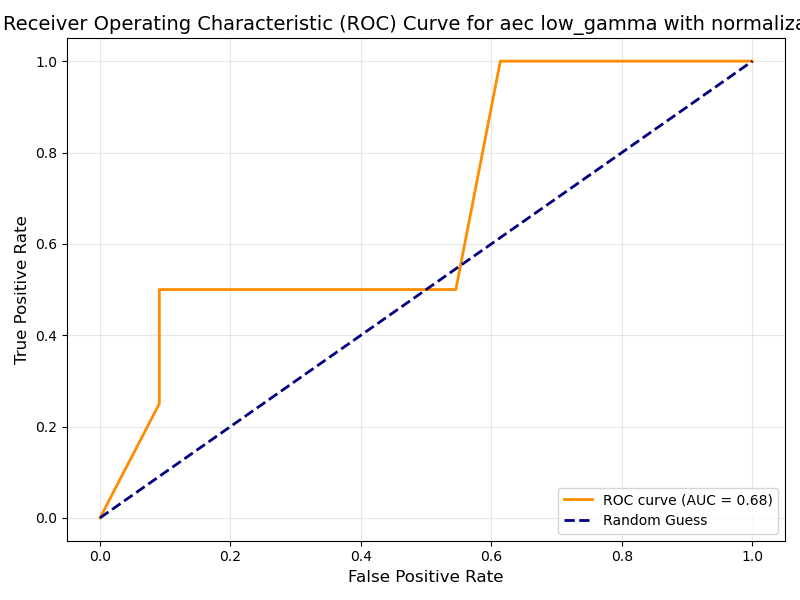 Receiver Operating Characteristic (ROC) Curve for aec low_gamma with normaliza
1.0
0.8
0.6
0.4
0.2
0.0
True Positive Rate
ROC curve (AUC = 0.68)
Random Guess
0.0 0.2 0.4 0.6 0.8 1.0
False Positive Rate